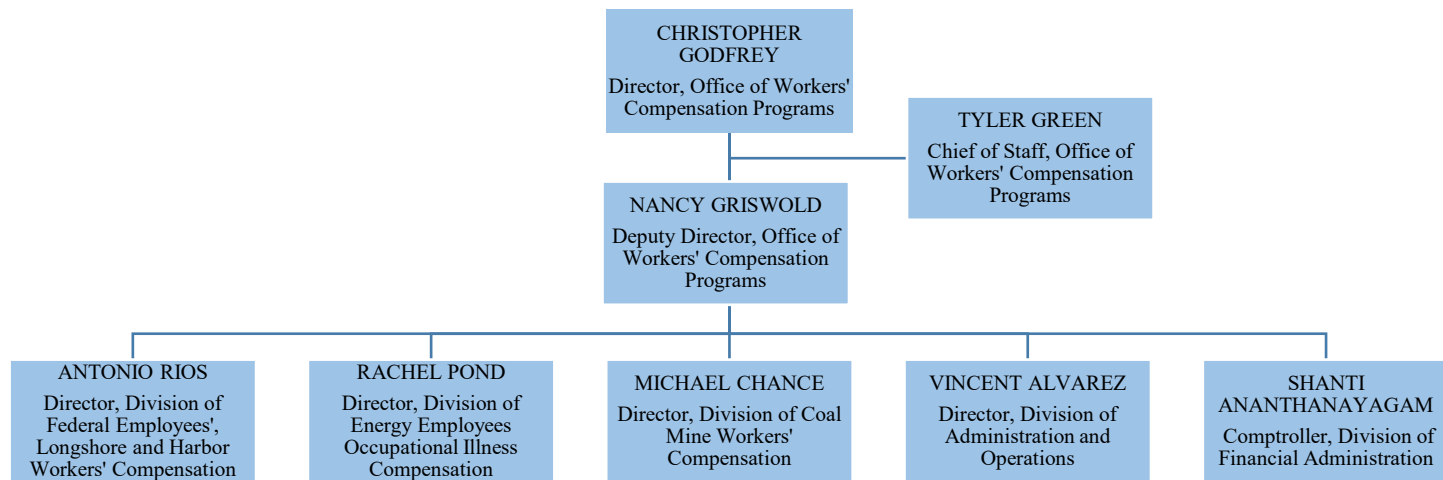 CHRISTOPHER
GODFREY
Director, Office of Workers'
Compensation Programs
TYLER GREEN
Chief of Staff, Office of
Workers' Compensation
Programs
NANCY GRISWOLD
Deputy Director, Office of
Workers' Compensation
Programs
ANTONIO RIOS
Director, Division of
Federal Employees',
Longshore and Harbor
Workers' Compensation
RACHEL POND
Director, Division of
Energy Employees
Occupational Illness
Compensation
MICHAEL CHANCE
Director, Division of Coal
Mine Workers'
Compensation
VINCENT ALVAREZ
Director, Division of
Administration and
Operations
SHANTI
ANANTHANAYAGAM
Comptroller, Division of
Financial Administration